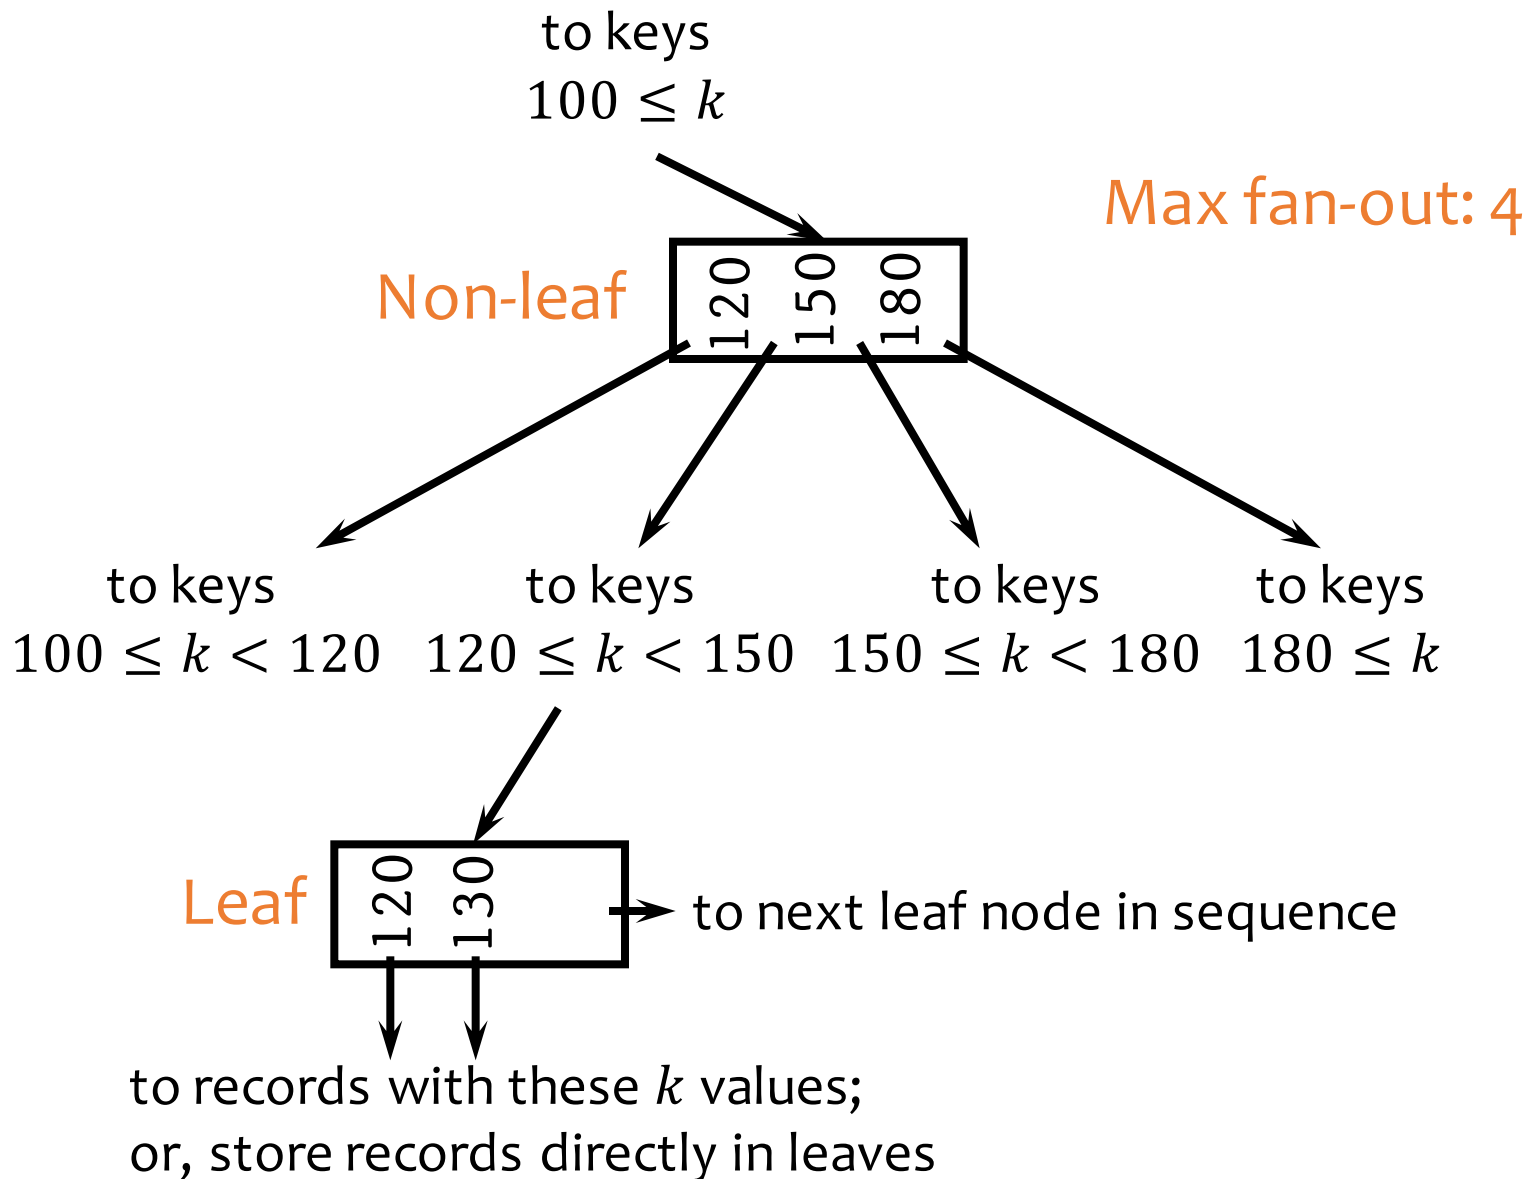 to keys
100 ≤ k
Max fan-out: 4
Non-leaf
120 150 180
to keys
100 ≤ k < 120
to keys
120 ≤ k < 150
to keys
150 ≤ k < 180
to keys
180 ≤ k
Leaf
120 130
to next leaf node in sequence
to records with these k values;
or, store records directly in leaves